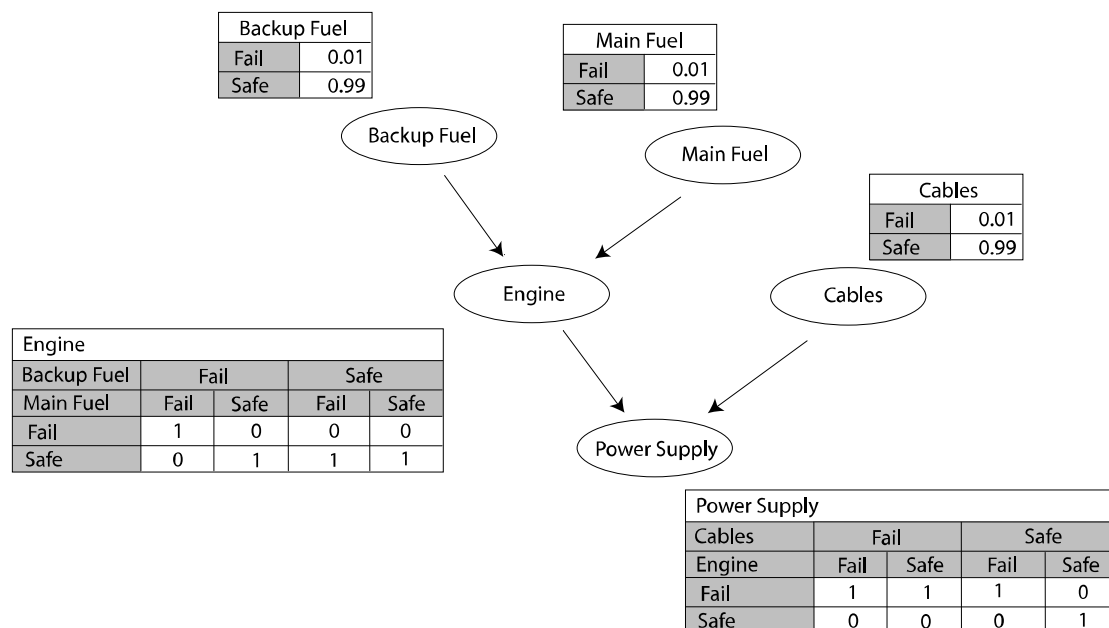 Backup Fuel
Fail 0.01
Safe 0.99
Main Fuel
Fail 0.01
Safe 0.99
Backup Fuel
Main Fuel
Cables
Fail 0.01
Safe 0.99
Engine
Cables
Engine
Backup Fuel Fail Safe
Main Fuel Fail Safe Fail Safe
Fail 1 0 0 0
Safe 0 1 1 1
Power Supply
Power Supply
Cables Fail Safe
Engine Fail Safe Fail Safe
Fail 1 1 1 0
Safe 0 0 0 1